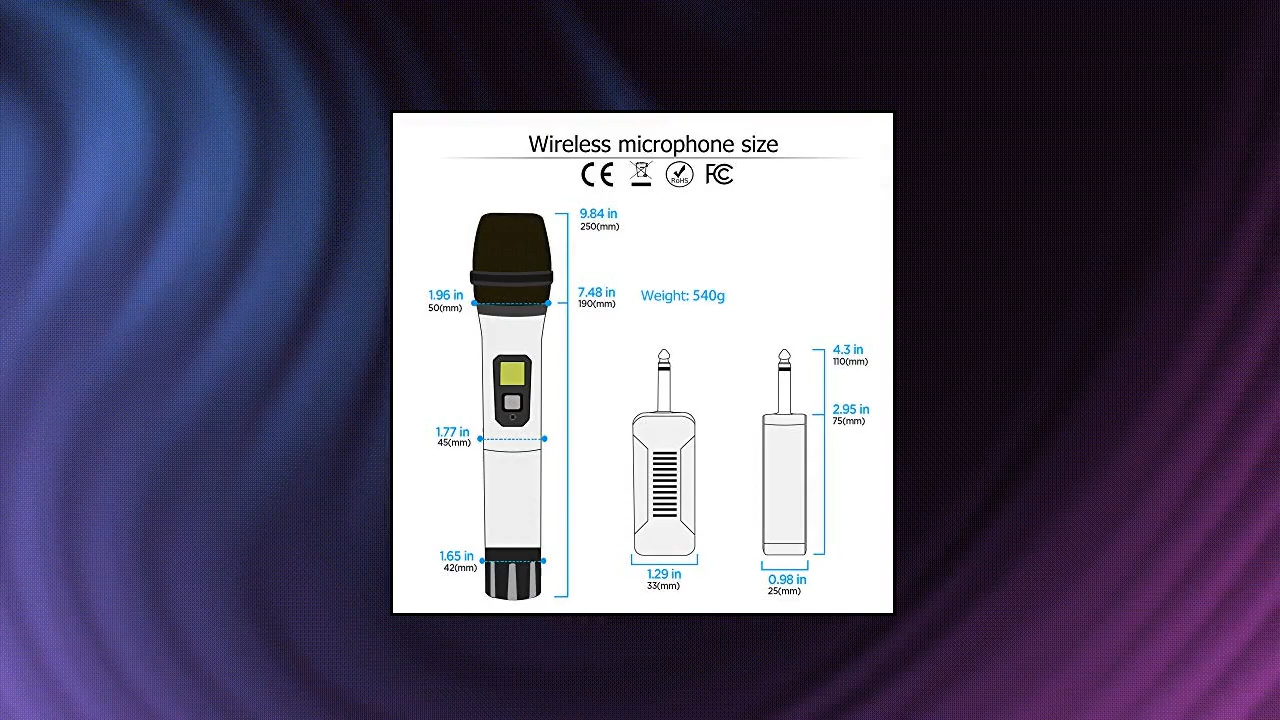 Wireless microphone size
CE RoHS FC
9.84 in
250(mm)
1.96 in
50(mm)
7.48 in
190(mm)
Weight: 540g
4.3 in
110(mm)
2.95 in
75(mm)
1.77 in
45(mm)
1.65 in
42(mm)
1.29 in
33(mm)
0.98 in
25(mm)